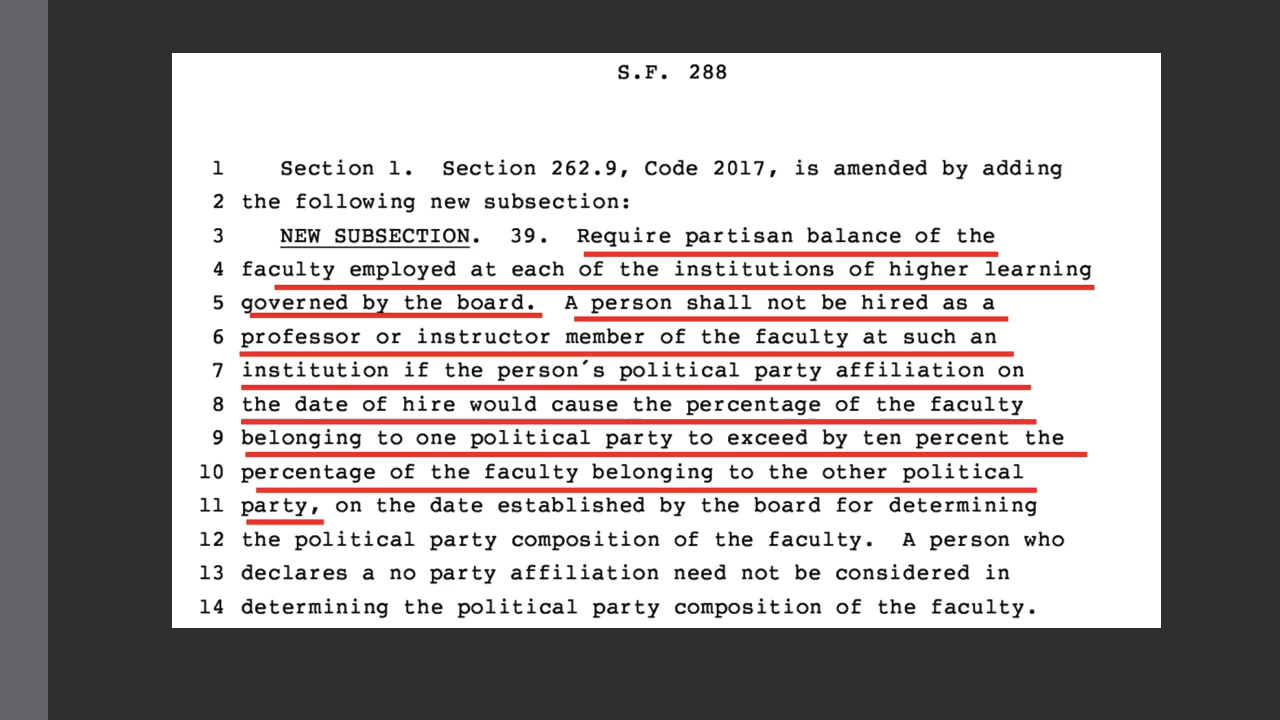 S.F. 288
1 Section 1. Section 262.9, Code 2017, is amended by adding
2 the following new subsection:
3 NEW SUBSECTION. 39. Require partisan balance of the
4 faculty employed at each of the institutions of higher learning
5 governed by the board. A person shall not be hired as a
6 professor or instructor member of the faculty at such an
7 institution if the person´s political party affiliation on
8 the date of hire would cause the percentage of the faculty
9 belonging to one political party to exceed by ten percent the
10 percentage of the faculty belonging to the other political
11 party, on the date established by the board for determining
12 the political party composition of the faculty. A person who
13 declares a no party affiliation need not be considered in
14 determining the political party composition of the faculty.